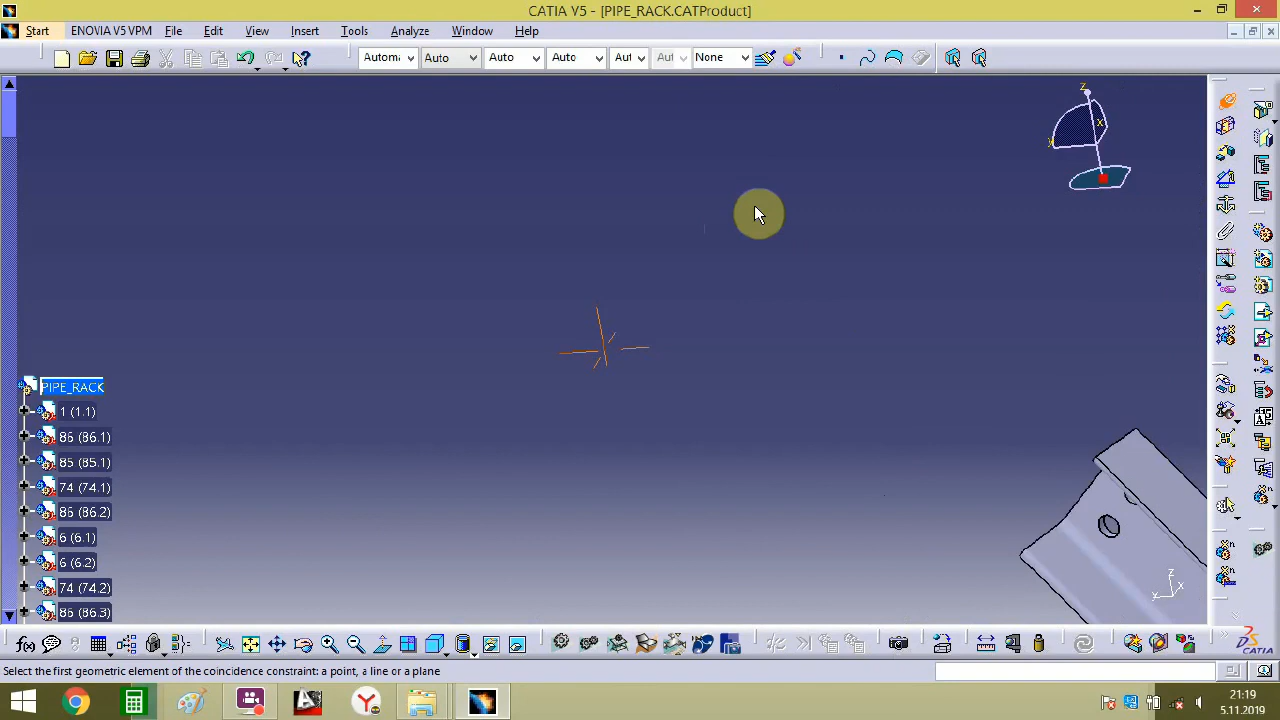 CATIA V5 - [PIPE_RACK.CATProduct]
Start ENOVIA V5 VPM File Edit View Insert Tools Analyze Window Help
Automa Auto Auto Auto Aut Aut None
z
x
y
PIPE_RACK
1 (1.1)
86 (86.1)
85 (85.1)
74 (74.1)
86 (86.2)
6 (6.1)
6 (6.2)
74 (74.2)
86 (86.3)
z
x
y
CATIA
Select the first geometric element of the coincidence constraint: a point, a line or a plane
21:19
5.11.2019